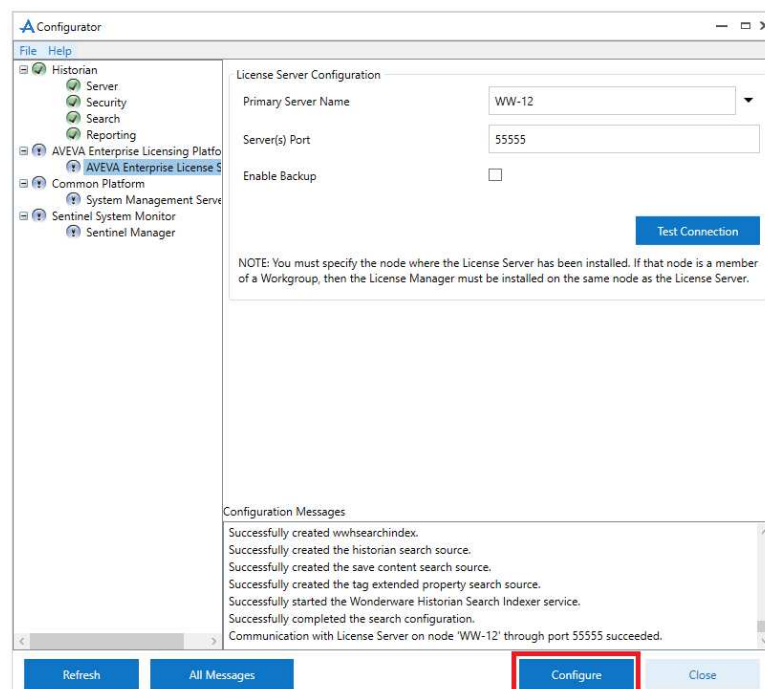 Configurator
File Help
Historian
Server
Security
Search
Reporting
AVEVA Enterprise Licensing Platfo
AVEVA Enterprise License S
Common Platform
System Management Serve
Sentinel System Monitor
Sentinel Manager
License Server Configuration
Primary Server Name
WW-12
Server(s) Port
55555
Enable Backup
Test Connection
NOTE: You must specify the node where the License Server has been installed. If that node is a member
of a Workgroup, then the License Manager must be installed on the same node as the License Server.
Configuration Messages
Successfully created wwhsearchindex.
Successfully created the historian search source.
Successfully created the save content search source.
Successfully created the tag extended property search source.
Successfully started the Wonderware Historian Search Indexer service.
Successfully completed the search configuration.
Communication with License Server on node 'WW-12' through port 55555 succeeded.
Refresh
All Messages
Configure
Close